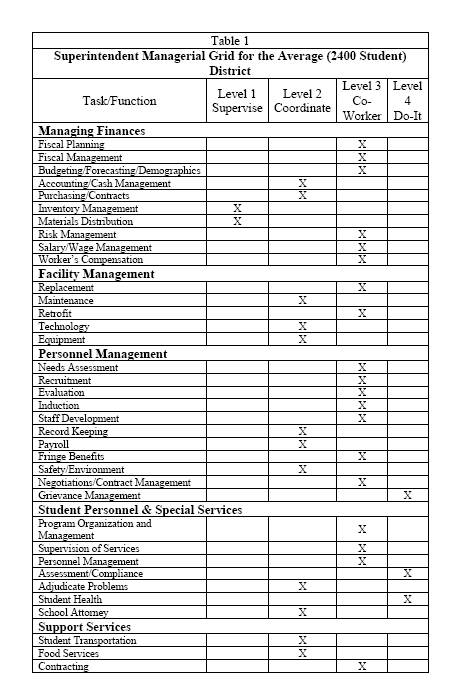 Table 1
Superintendent Managerial Grid for the Average (2400 Student)
District
Task/Function Level 1 Supervise Level 2 Coordinate Level 3 Co-Worker Level 4 Do-It
Managing Finances
Fiscal Planning X
Fiscal Management X
Budgeting/Forecasting/Demographics X
Accounting/Cash Management X
Purchasing/Contracts X
Inventory Management X
Materials Distribution X
Risk Management X
Salary/Wage Management X
Worker's Compensation X
Facility Management
Replacement X
Maintenance X
Retrofit X
Technology X
Equipment X
Personnel Management
Needs Assessment X
Recruitment X
Evaluation X
Induction X
Staff Development X
Record Keeping X
Payroll X
Fringe Benefits X
Safety/Environment X
Negotiations/Contract Management X
Grievance Management X
Student Personnel & Special Services
Program Organization and
Management X
Supervision of Services X
Personnel Management X
Assessment/Compliance X
Adjudicate Problems X
Student Health X
School Attorney X
Support Services
Student Transportation X
Food Services X
Contracting X